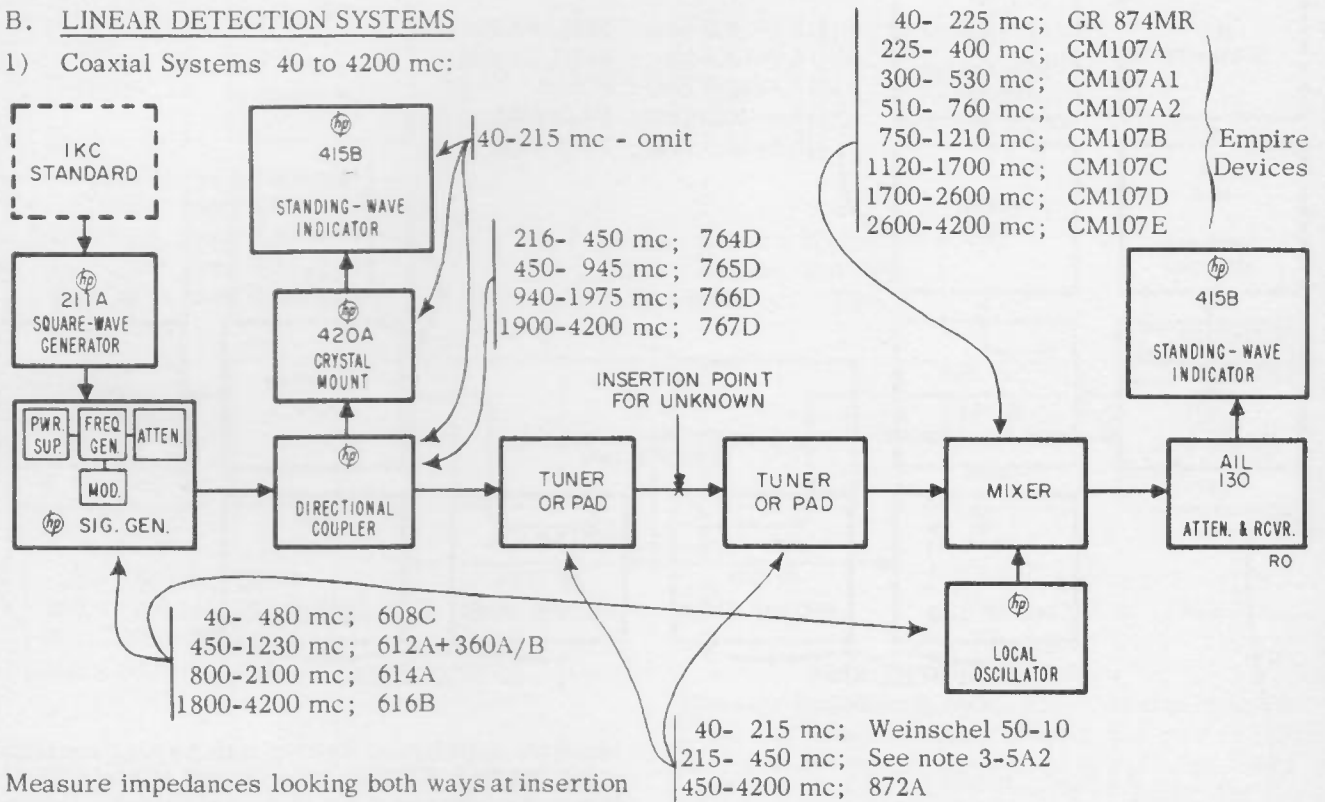 B. LINEAR DETECTION SYSTEMS
1) Coaxial Systems 40 to 4200 mc:
40- 225 mc; GR 874MR
225- 400 mc; CM107A
300- 530 mc; CM107A1
510- 760 mc; CM107A2
750-1210 mc; CM107B
1120-1700 mc; CM107C
1700-2600 mc; CM107D
2600-4200 mc; CM107E
Empire
Devices
1KC
STANDARD
hp
415B
STANDING-WAVE
INDICATOR
40-215 mc - omit
216- 450 mc; 764D
450- 945 mc; 765D
940-1975 mc; 766D
1900-4200 mc; 767D
hp
211A
SQUARE-WAVE
GENERATOR
hp
420A
CRYSTAL
MOUNT
hp
415B
STANDING-WAVE
INDICATOR
INSERTION POINT
FOR UNKNOWN
PWR.
SUP.
FREQ
GEN.
ATTEN.
MOD.
hp SIG. GEN.
hp
DIRECTIONAL
COUPLER
TUNER
OR PAD
X
TUNER
OR PAD
MIXER
AIL
130
ATTEN. & RCVR.
RO
hp
LOCAL
OSCILLATOR
40- 480 mc; 608C
450-1230 mc; 612A+360A/B
800-2100 mc; 614A
1800-4200 mc; 616B
40- 215 mc; Weinschel 50-10
215- 450 mc; See note 3-5A2
450-4200 mc; 872A
Measure impedances looking both ways at insertion